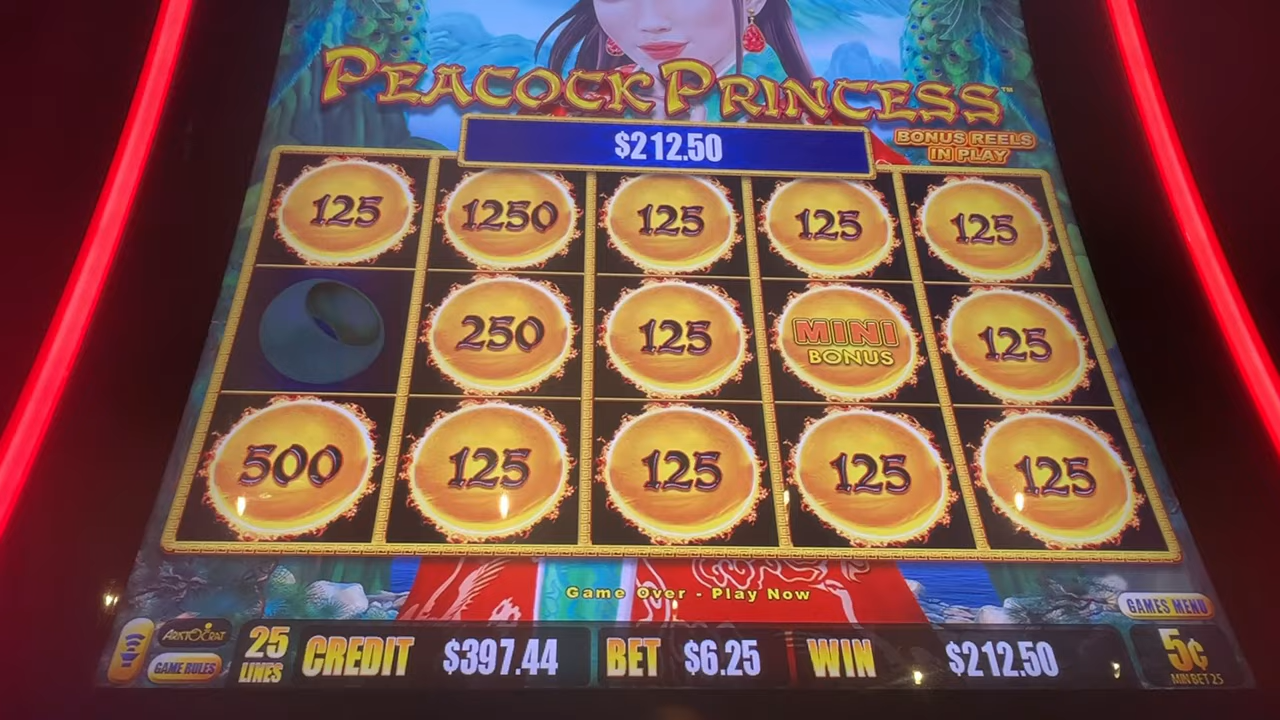 PEACOCK PRINCESS™
$212.50
BONUS REELS
IN PLAY
125 1250 125 125 125
250 125 MINI BONUS 125
500 125 125 125 125
Game Over - Play Now
GAMES MENU
ARISTOCRAT
GAME RULES
25 LINES
CREDIT $397.44
BET $6.25
WIN $212.50
5¢
MIN BET 25